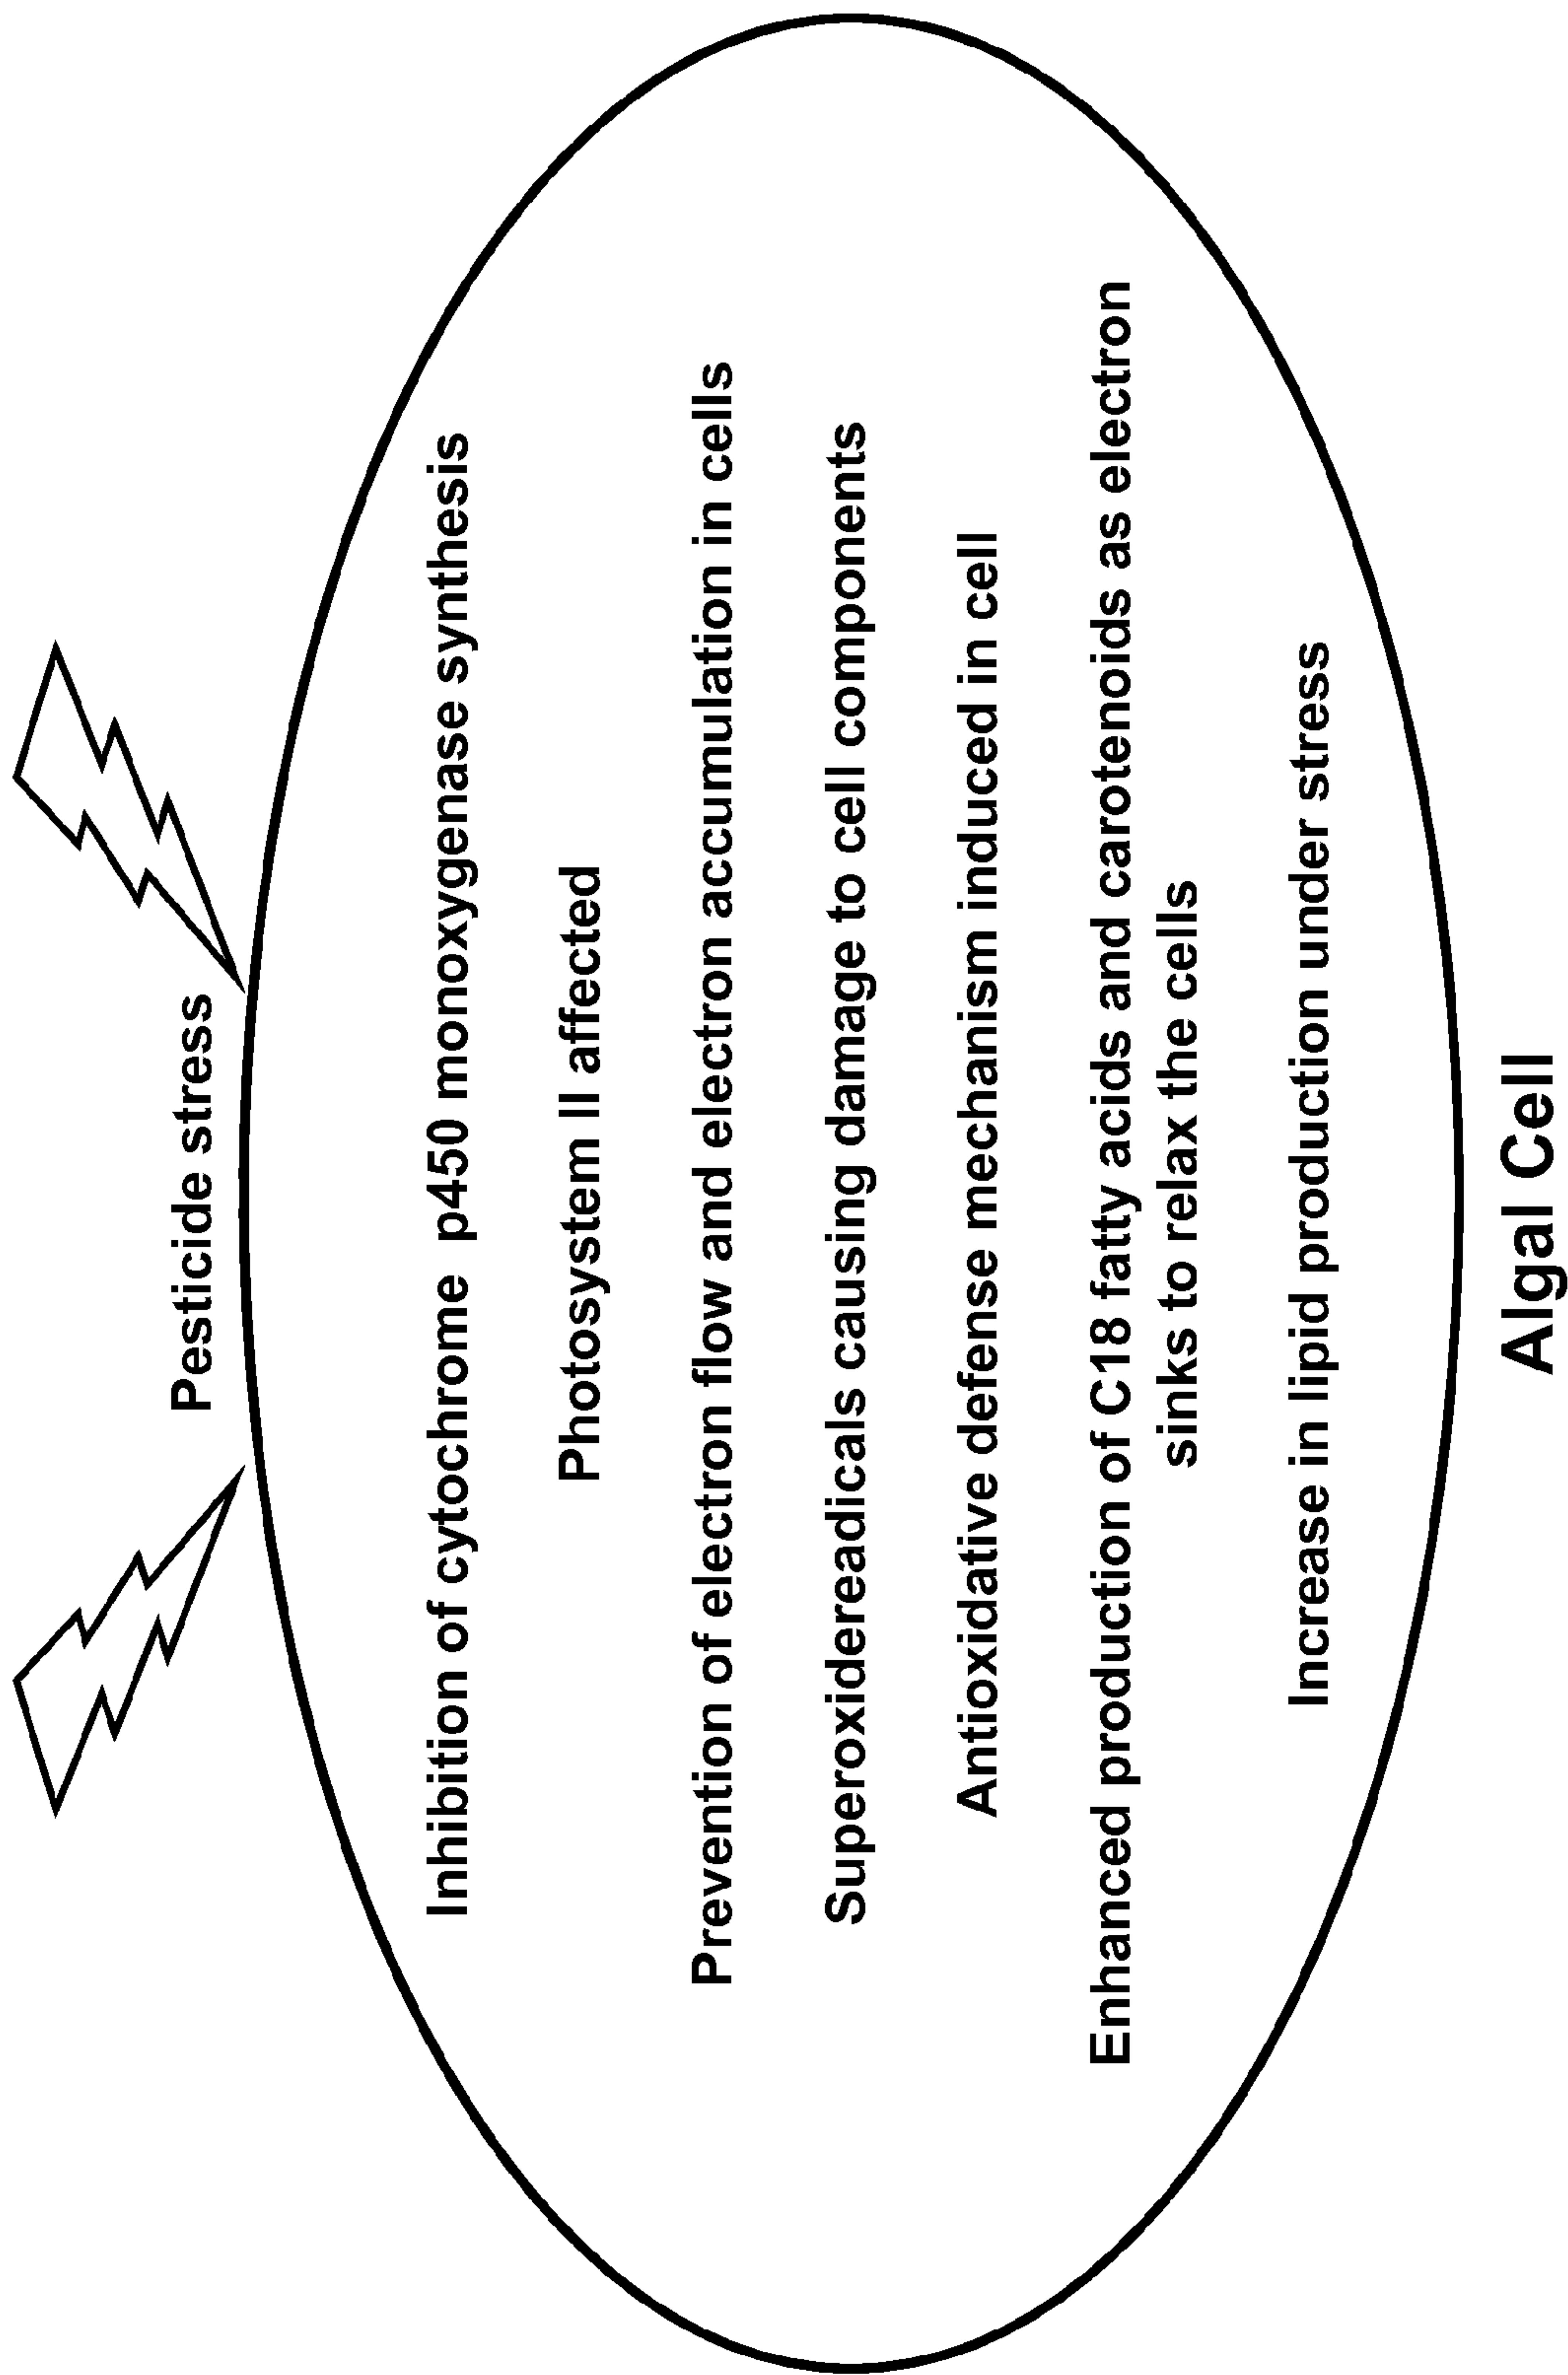 Pesticide stress
Inhibition of cytochrome p450 monoxygenase synthesis
Photosystem II affected
Prevention of electron flow and electron accumulation in cells
Superoxidereadicals causing damage to cell components
Antioxidative defense mechanism induced in cell
Enhanced production of C18 fatty acids and carotenoids as electron
sinks to relax the cells
Increase in lipid production under stress
Algal Cell